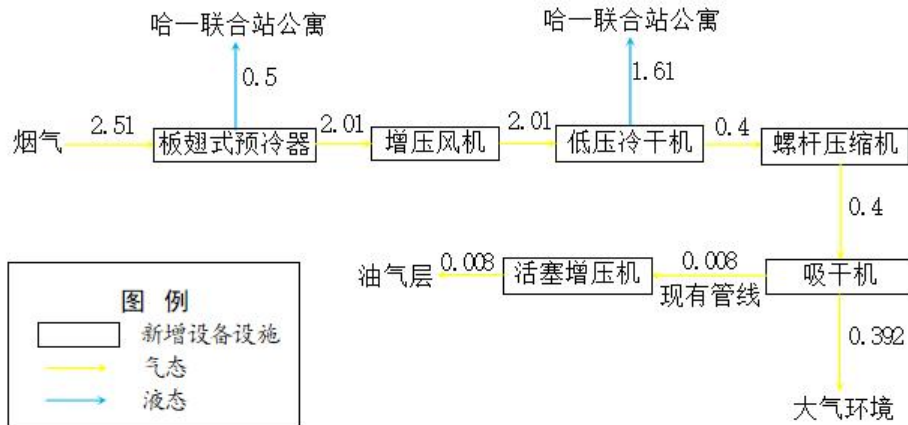 哈一联合站公寓
哈一联合站公寓
0.5
1.61
烟气
2.51
板翅式预冷器
2.01
增压风机
2.01
低压冷干机
0.4
螺杆压缩机
0.4
油气层
0.008
活塞增压机
0.008
现有管线
吸干机
0.392
大气环境
图 例
新增设备设施
气态
液态